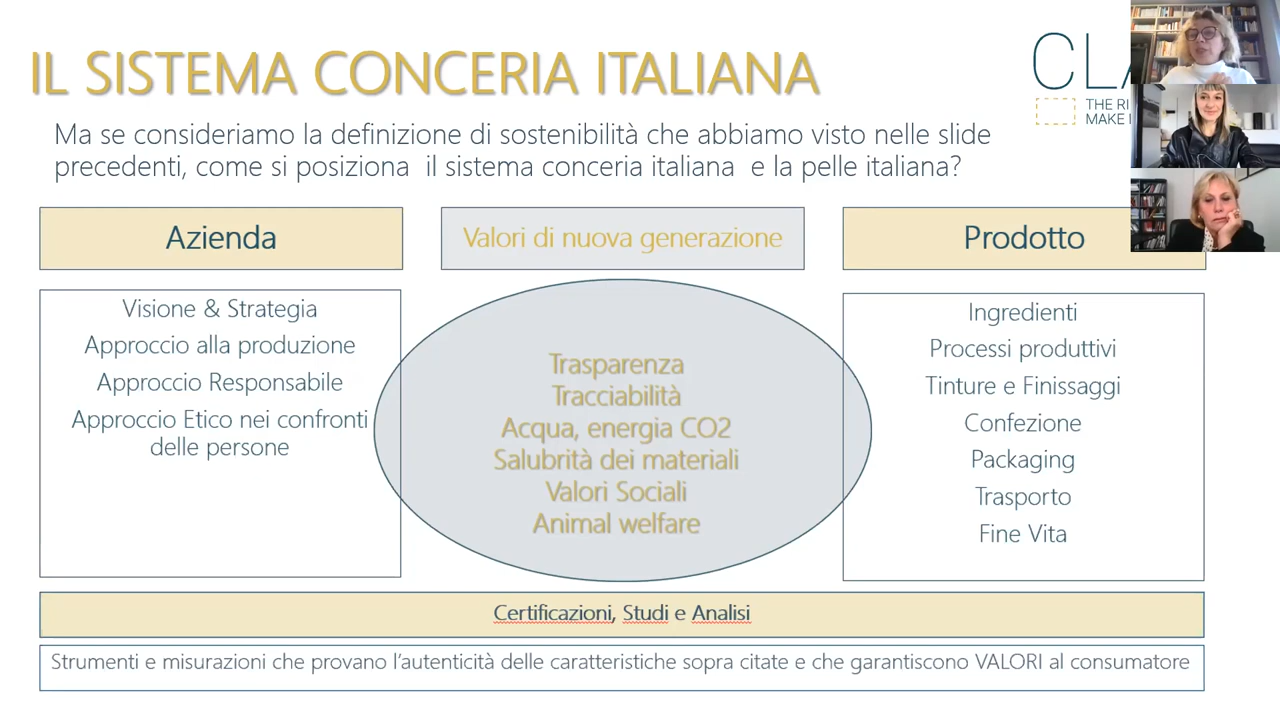 IL SISTEMA CONCERIA ITALIANA
CL
THE RI
MAKE I
Ma se consideriamo la definizione di sostenibilità che abbiamo visto nelle slide
precedenti, come si posiziona il sistema conceria italiana e la pelle italiana?
Azienda
Visione & Strategia
Approccio alla produzione
Approccio Responsabile
Approccio Etico nei confronti
delle persone
Valori di nuova generazione
Trasparenza
Tracciabilità
Acqua, energia CO2
Salubrità dei materiali
Valori Sociali
Animal welfare
Prodotto
Ingredienti
Processi produttivi
Tinture e Finissaggi
Confezione
Packaging
Trasporto
Fine Vita
Certificazioni, Studi e Analisi
Strumenti e misurazioni che provano l'autenticità delle caratteristiche sopra citate e che garantiscono VALORI al consumatore